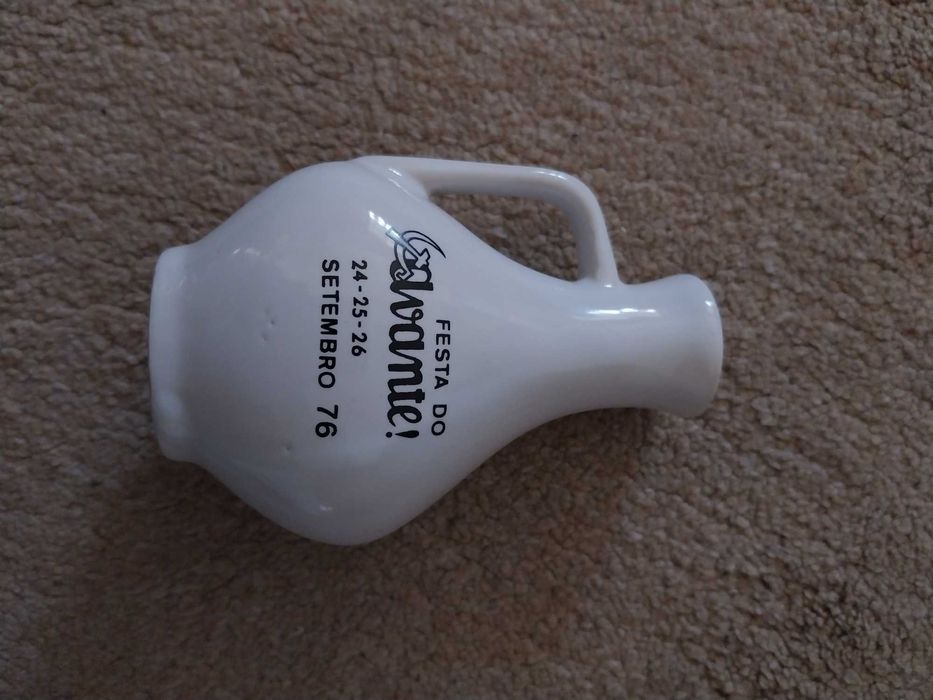 FESTA DO
Avante!
24-25-26
SETEMBRO 76